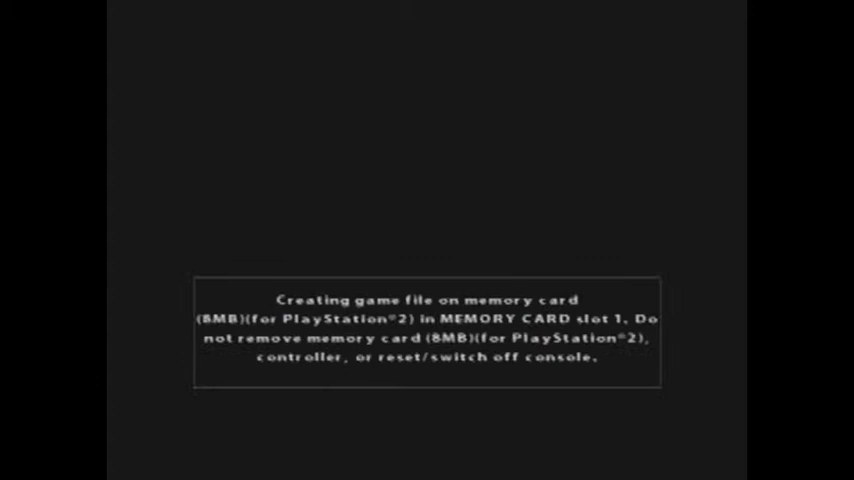 Creating game file on memory card
(8MB)(for PlayStation®2) in MEMORY CARD slot 1. Do
not remove memory card (8MB)(for PlayStation®2),
controller, or reset/switch off console.